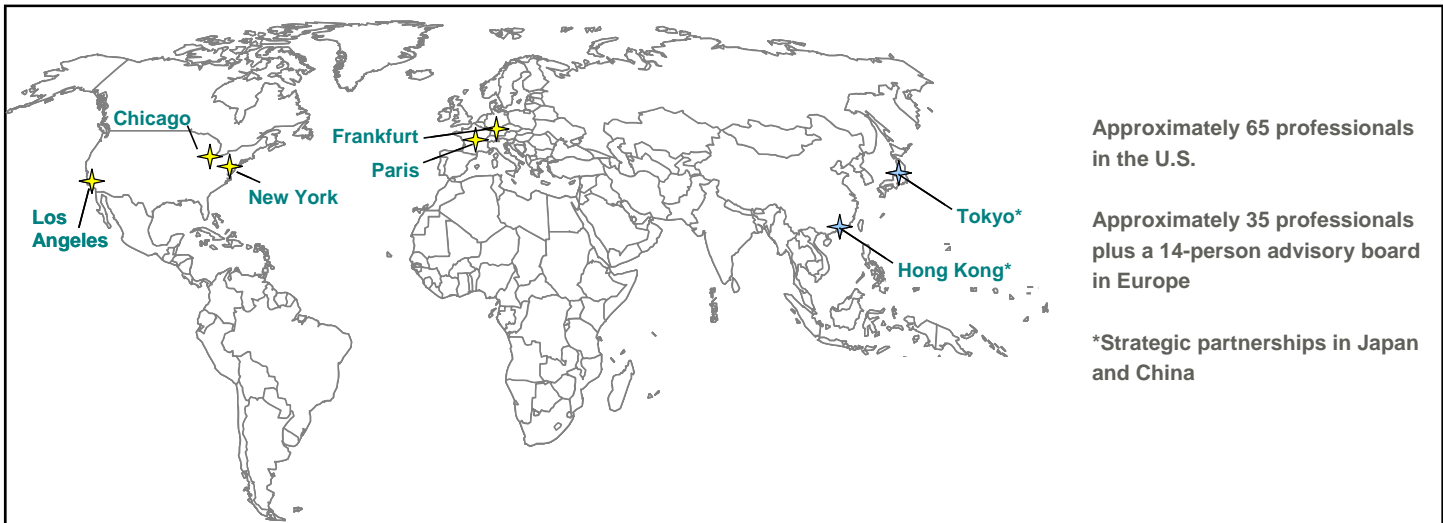 Chicago
Frankfurt
Paris
New York
Los
Angeles
Tokyo*
Hong Kong*
Approximately 65 professionals
in the U.S.
Approximately 35 professionals
plus a 14-person advisory board
in Europe
*Strategic partnerships in Japan
and China